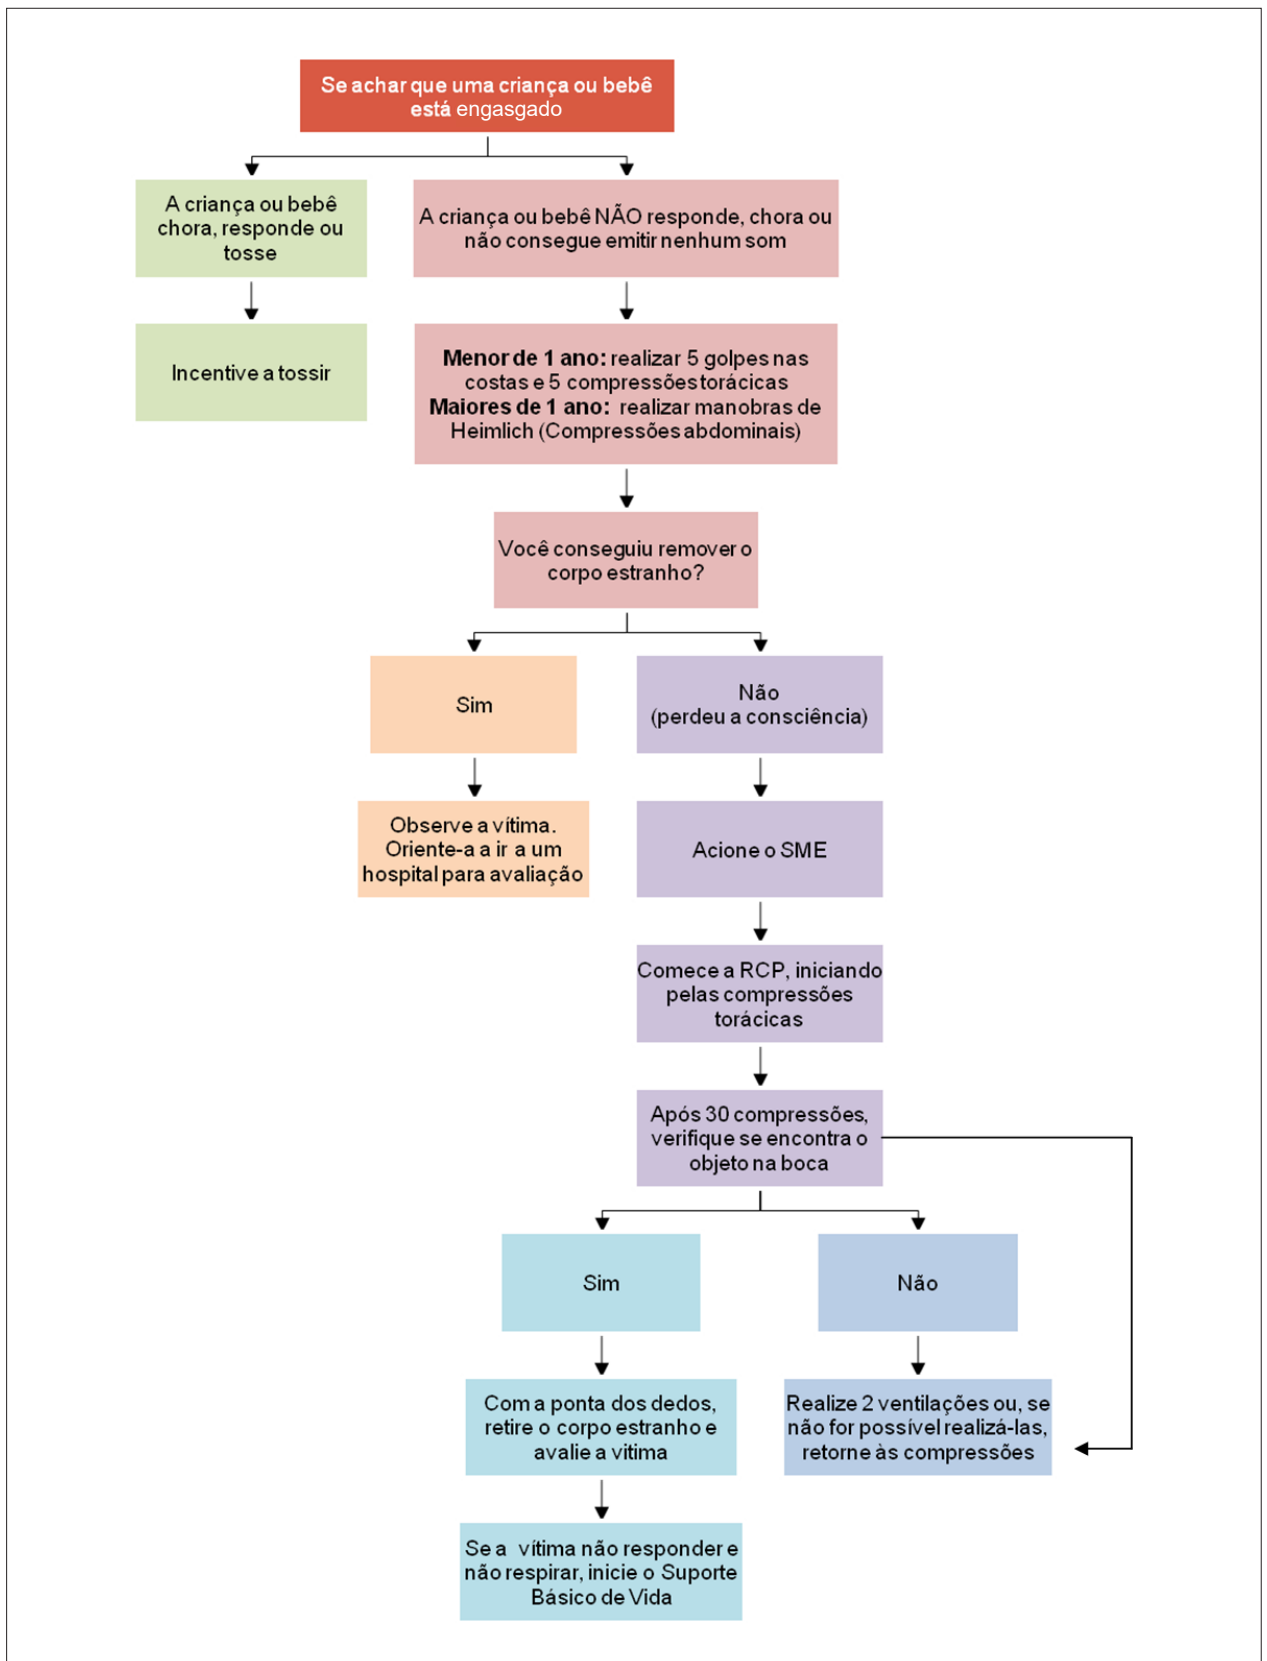 Se achar que uma criança ou bebê
está engasgado
A criança ou bebê
chora, responde ou
tosse
A criança ou bebê NÃO responde, chora ou
não consegue emitir nenhum som
Incentive a tossir
Menor de 1 ano: realizar 5 golpes nas
costas e 5 compressões torácicas
Maiores de 1 ano: realizar manobras de
Heimlich (Compressões abdominais)
Você conseguiu remover o
corpo estranho?
Sim
Não
(perdeu a consciência)
Observe a vítima.
Oriente-a a ir a um
hospital para avaliação
Acione o SME
Comece a RCP, iniciando
pelas compressões
torácicas
Após 30 compressões,
verifique se encontra o
objeto na boca
Sim
Não
Com a ponta dos dedos,
retire o corpo estranho e
avalie a vitima
Realize 2 ventilações ou, se
não for possível realizá-las,
retorne às compressões
Se a vítima não responder e
não respirar, inicie o Suporte
Básico de Vida